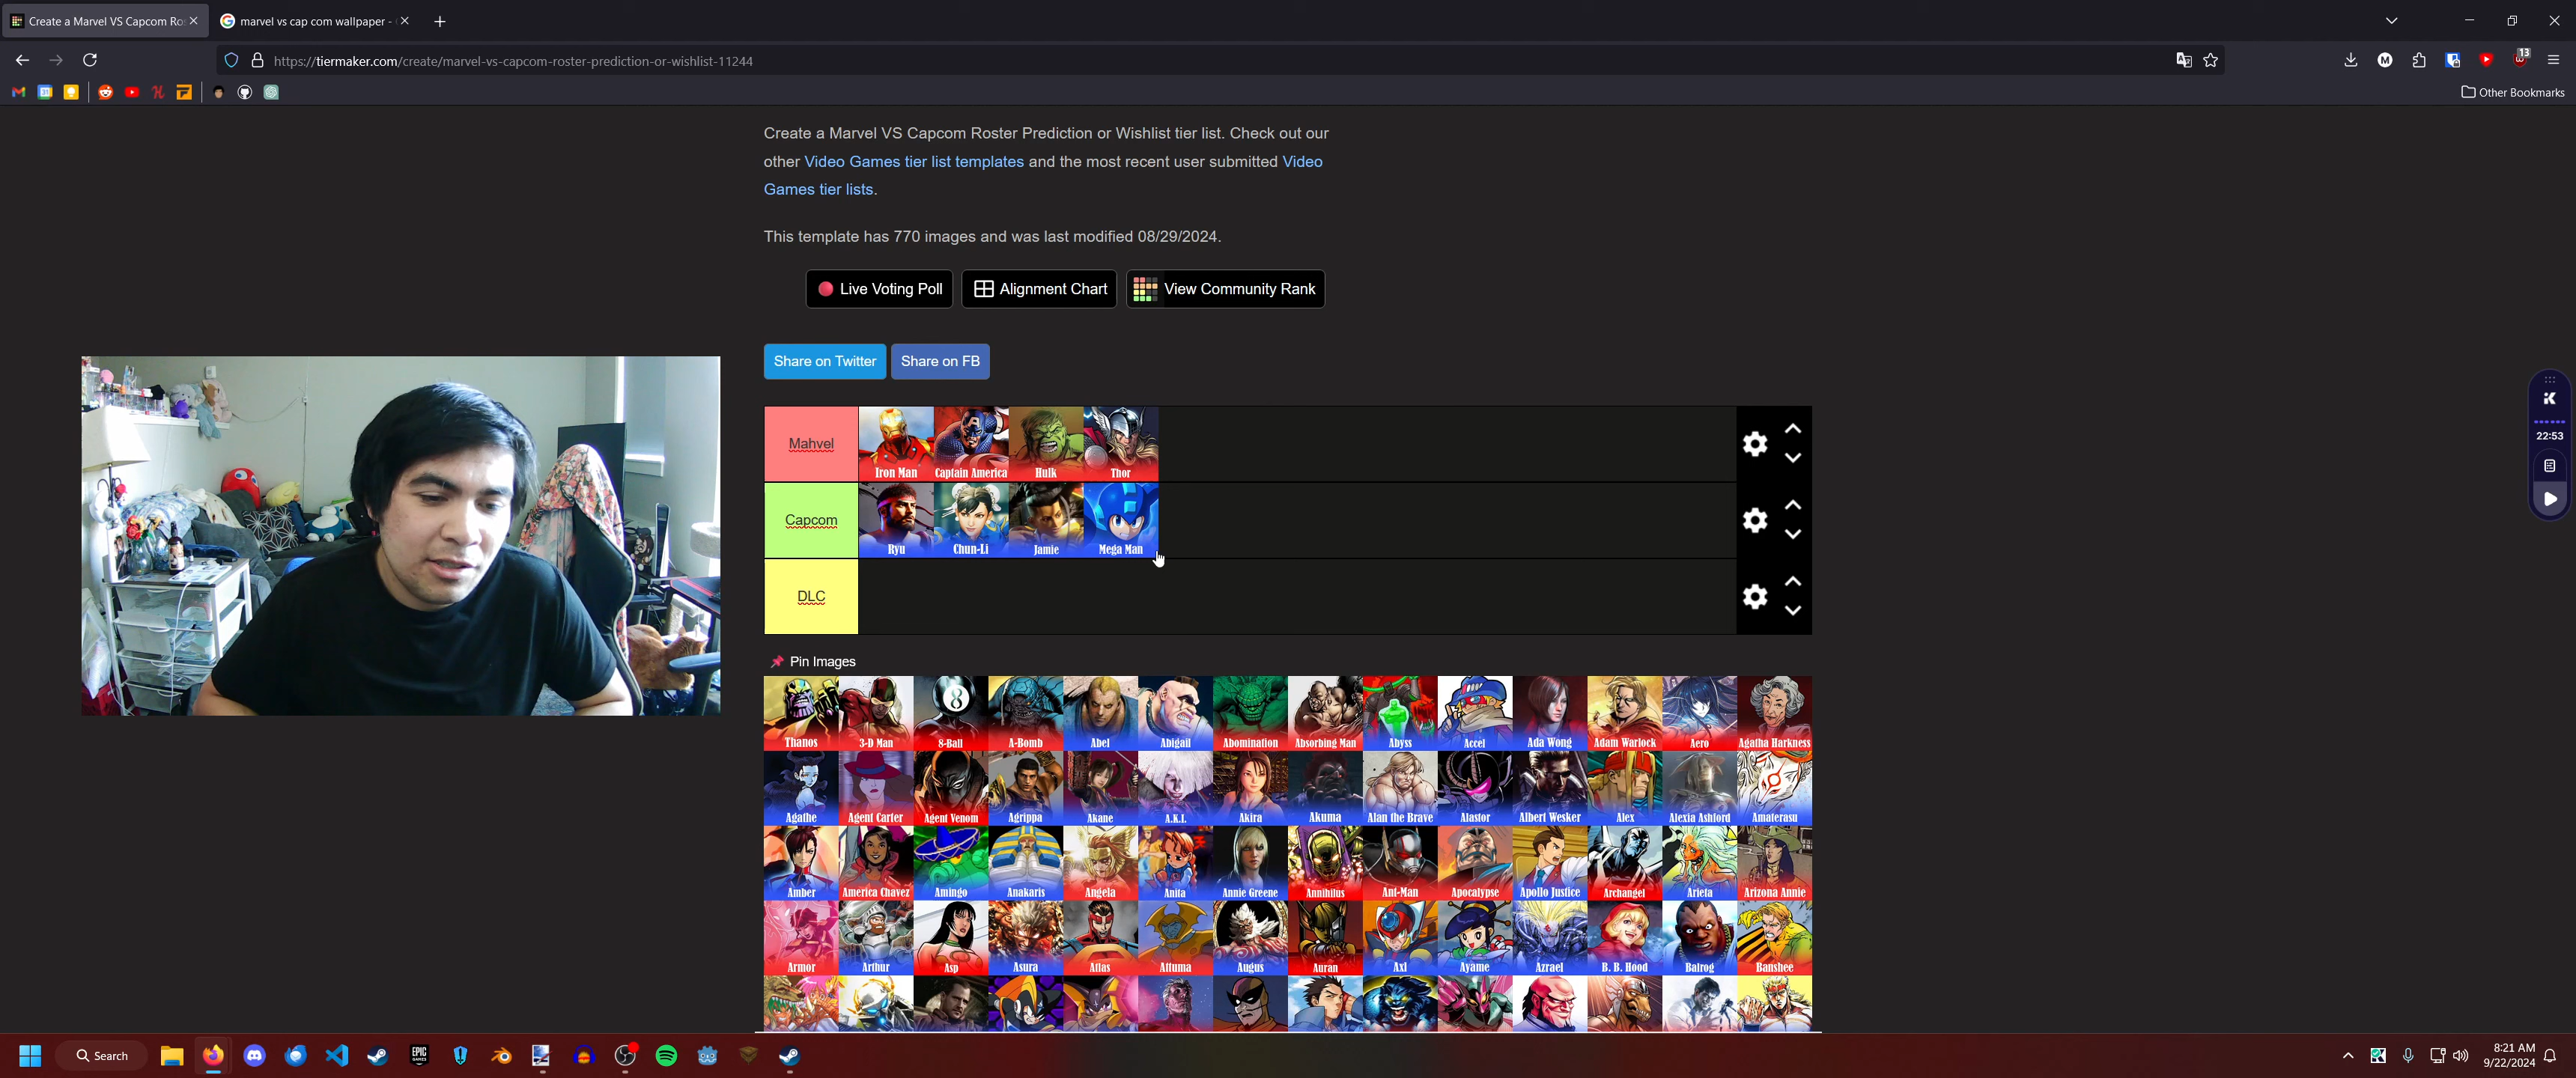 Create a Marvel VS Capcom Ro
marvel vs cap com wallpaper -
https://tiermaker.com/create/marvel-vs-capcom-roster-prediction-or-wishlist-11244
13
Other Bookmarks
Create a Marvel VS Capcom Roster Prediction or Wishlist tier list. Check out our
other Video Games tier list templates and the most recent user submitted Video
Games tier lists.
This template has 770 images and was last modified 08/29/2024.
Live Voting Poll
Alignment Chart
View Community Rank
Share on Twitter
Share on FB
Mahvel
Iron Man Captain America Hulk Thor
22:53
Capcom
Ryu Chun-Li Jamie Mega Man
DLC
Pin Images
8
Thanos 3-D Man 8-Ball A-Bomb Abel Abigail Abomination Absorbing Man Abyss Accel Ada Wong Adam Warlock Aero Agatha Harkness
Agathe Agent Carter Agent Venom Agrippa Akane A.K.I. Akira Akuma Alan the Brave Alastor Albert Wesker Alex Alexia Ashford Amaterasu
Amber America Chavez Amingo Anakaris Angela Anita Annie Greene Annihilus Ant-Man Apocalypse Apollo Justice Archangel Arieta Arizona Annie
Armor Arthur Asp Asura Atlas Attuma Augus Auran Axl Ayame Azrael B. B. Hood Balrog Banshee
Search
EPIC GAMES
8:21 AM
9/22/2024